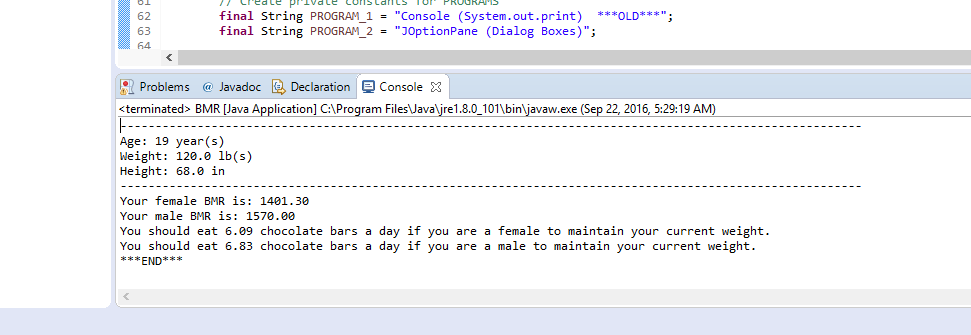 61 // Create private constants for PROGRAMS
62 final String PROGRAM_1 = "Console (System.out.print)  ***OLD***";
63 final String PROGRAM_2 = "JOptionPane (Dialog Boxes)";
64
Problems @ Javadoc Declaration Console
<terminated> BMR [Java Application] C:\Program Files\Java\jre1.8.0_101\bin\javaw.exe (Sep 22, 2016, 5:29:19 AM)
---------------------------------------------------------------------------------------------------------
Age: 19 year(s)
Weight: 120.0 lb(s)
Height: 68.0 in
---------------------------------------------------------------------------------------------------------
Your female BMR is: 1401.30
Your male BMR is: 1570.00
You should eat 6.09 chocolate bars a day if you are a female to maintain your current weight.
You should eat 6.83 chocolate bars a day if you are a male to maintain your current weight.
***END***